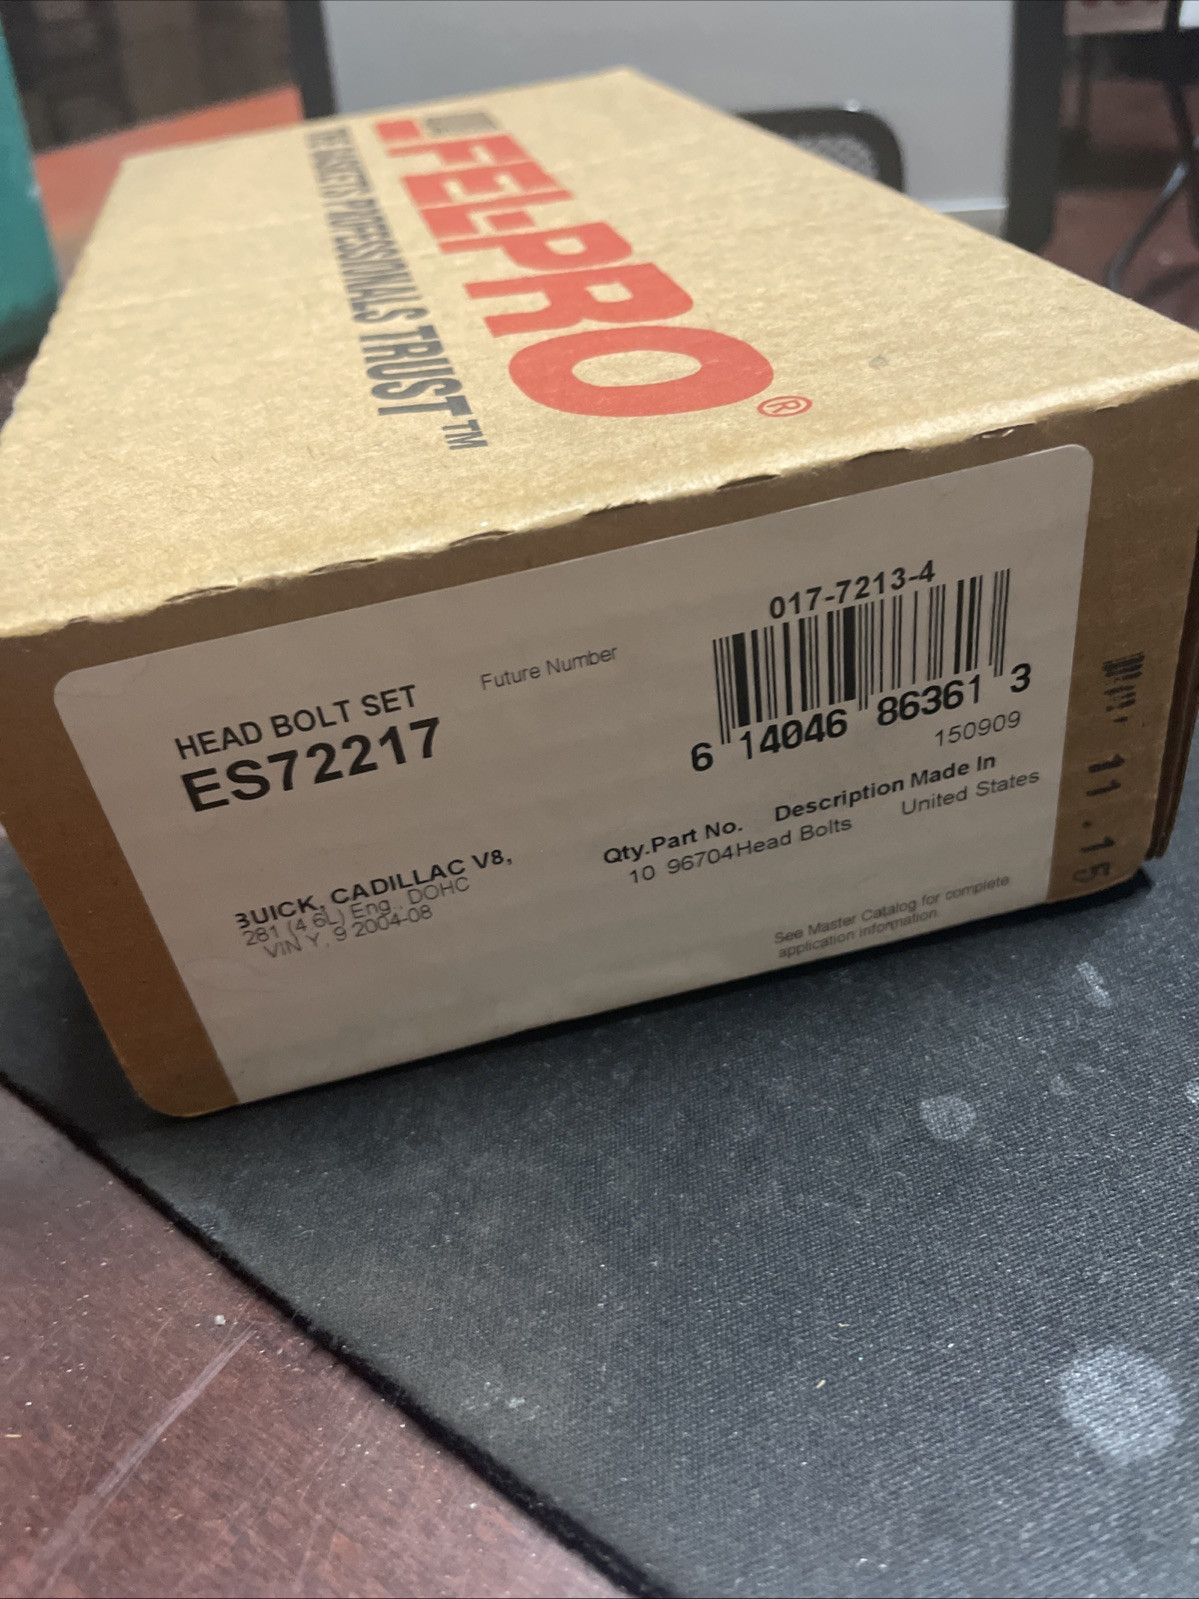 FEL-PRO®
THE GASKETS PROFESSIONALS TRUST™
HEAD BOLT SET
ES72217
Future Number
017-7213-4
6 14046 86361 3
150909
BUICK, CADILLAC V8,
281 (4.6L) Eng., DOHC
VIN Y, 9 2004-08
Qty. Part No. Description Made In
10 96704 Head Bolts United States
See Master Catalog for complete
application information.
11.15